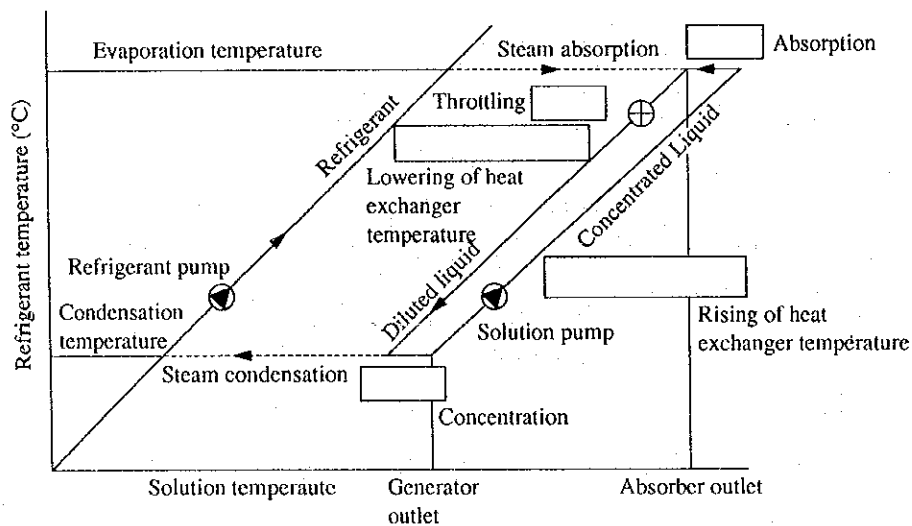 Evaporation temperature
Steam absorption
Absorption
Throttling
Refrigerant
Lowering of heat
exchanger
temperature
Concentrated Liquid
Refrigerant temperature (°C)
Refrigerant pump
Diluted liquid
Condensation
temperature
Solution pump
Rising of heat
exchanger température
Steam condensation
Concentration
Solution temperaute
Generator
outlet
Absorber outlet